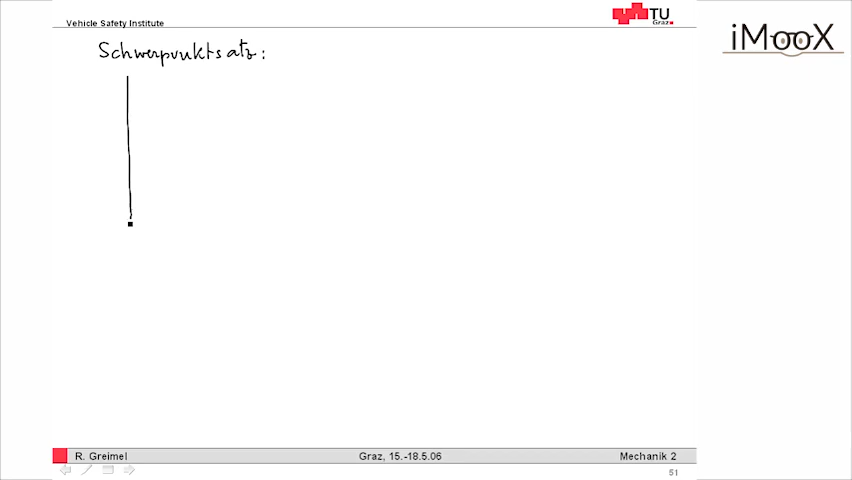 Vehicle Safety Institute
TU
Graz
iMooX
Schwerpunktsatz:
R. Greimel
Graz, 15.-18.5.06
Mechanik 2
51